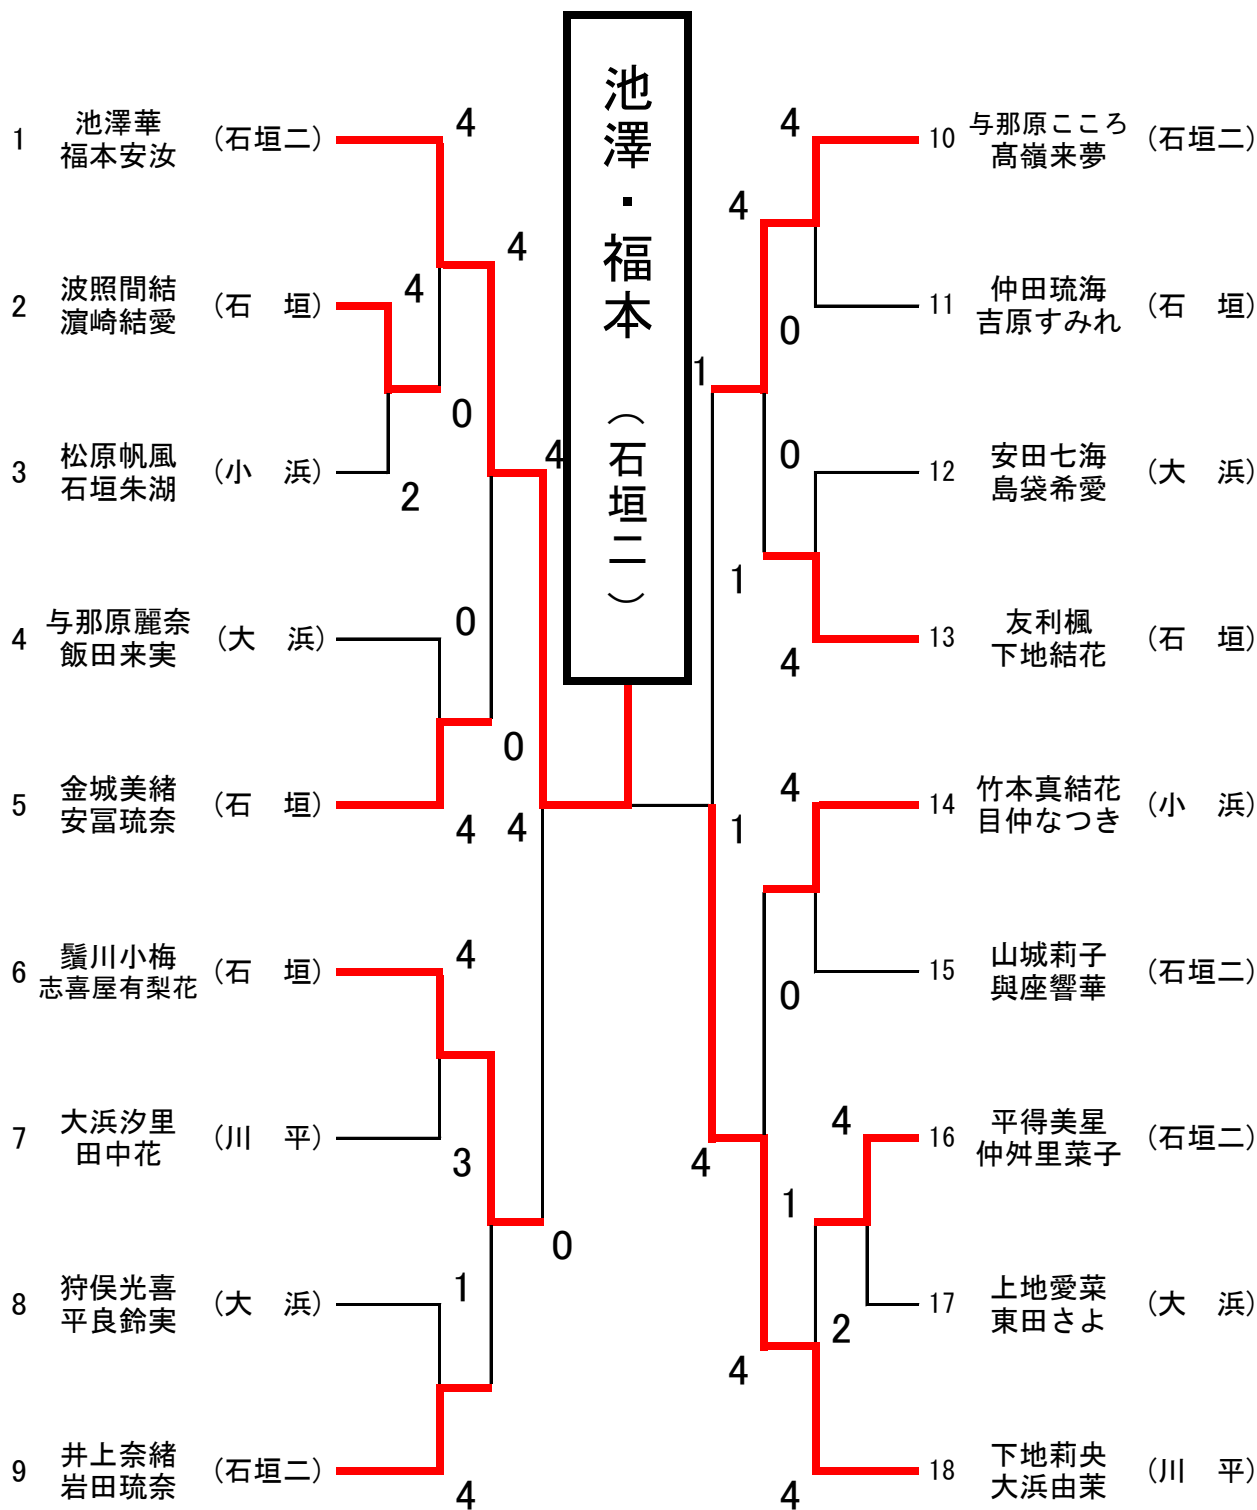 池澤・福本（石垣二）
1 池澤華 （石垣二）
福本安汝
2 波照間結 （石　垣）
濵崎結愛
3 松原帆風 （小　浜）
石垣朱湖
4 与那原麗奈 （大　浜）
飯田来実
5 金城美緒 （石　垣）
安冨琉奈
6 鬚川小梅 （石　垣）
志喜屋有梨花
7 大浜汐里 （川　平）
田中花
8 狩俣光喜 （大　浜）
平良鈴実
9 井上奈緒 （石垣二）
岩田琉奈
4
4
4
0
2
4
0
0
4
4
4
3
0
1
4
10 与那原こころ （石垣二）
髙嶺来夢
11 仲田琉海 （石　垣）
吉原すみれ
12 安田七海 （大　浜）
島袋希愛
13 友利楓 （石　垣）
下地結花
14 竹本真結花 （小　浜）
目仲なつき
15 山城莉子 （石垣二）
與座響華
16 平得美星 （石垣二）
仲舛里菜子
17 上地愛菜 （大　浜）
東田さよ
18 下地莉央 （川　平）
大浜由茉
4
4
0
1
0
1
4
4
1
0
4
4
1
2
4
4